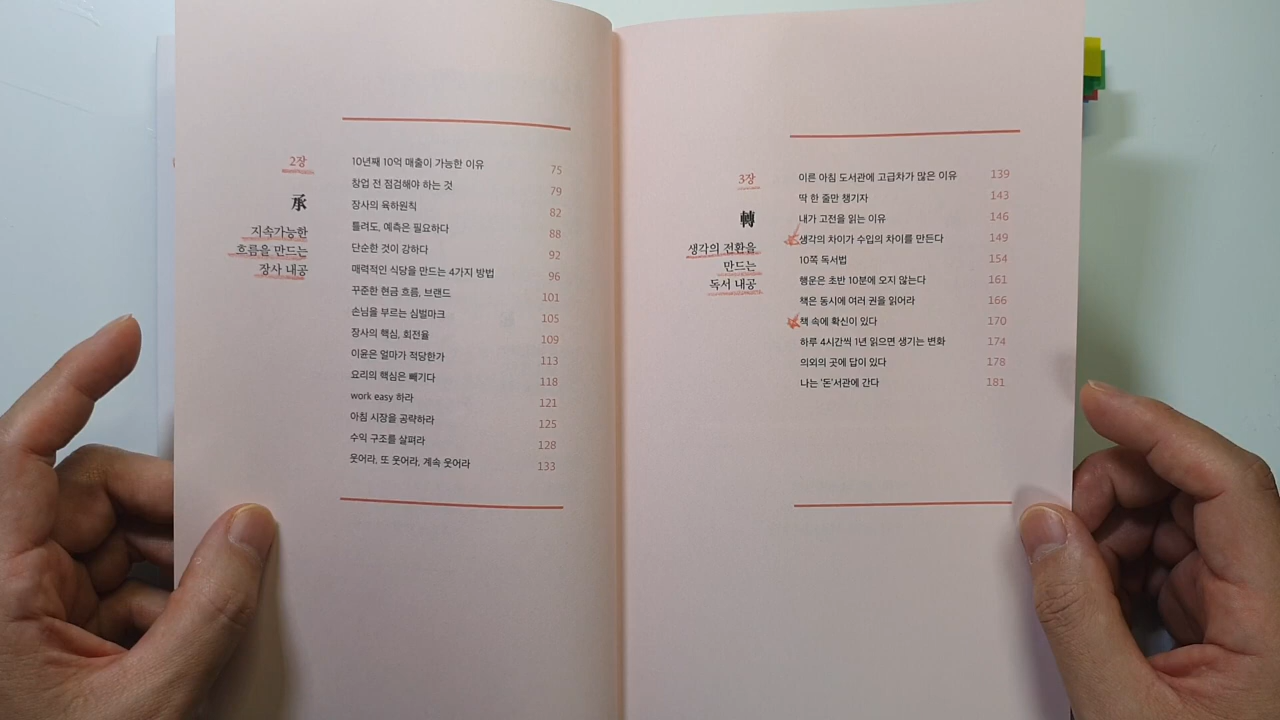 2장
承
지속가능한
흐름을 만드는
장사 내공
10년째 10억 매출이 가능한 이유 75
창업 전 점검해야 하는 것 79
장사의 육하원칙 82
틀려도, 예측은 필요하다 88
단순한 것이 강하다 92
매력적인 식당을 만드는 4가지 방법 96
꾸준한 현금 흐름, 브랜드 101
손님을 부르는 심벌마크 105
장사의 핵심, 회전율 109
이윤은 얼마가 적당한가 113
요리의 핵심은 빼기다 118
work easy 하라 121
아침 시장을 공략하라 125
수익 구조를 살펴라 128
웃어라, 또 웃어라, 계속 웃어라 133
3장
轉
생각의 전환을
만드는
독서 내공
이른 아침 도서관에 고급차가 많은 이유 139
딱 한 줄만 챙기자 143
내가 고전을 읽는 이유 146
생각의 차이가 수입의 차이를 만든다 149
10쪽 독서법 154
행운은 초반 10분에 오지 않는다 161
책은 동시에 여러 권을 읽어라 166
책 속에 확신이 있다 170
하루 4시간씩 1년 읽으면 생기는 변화 174
의외의 곳에 답이 있다 178
나는 '돈'서관에 간다 181